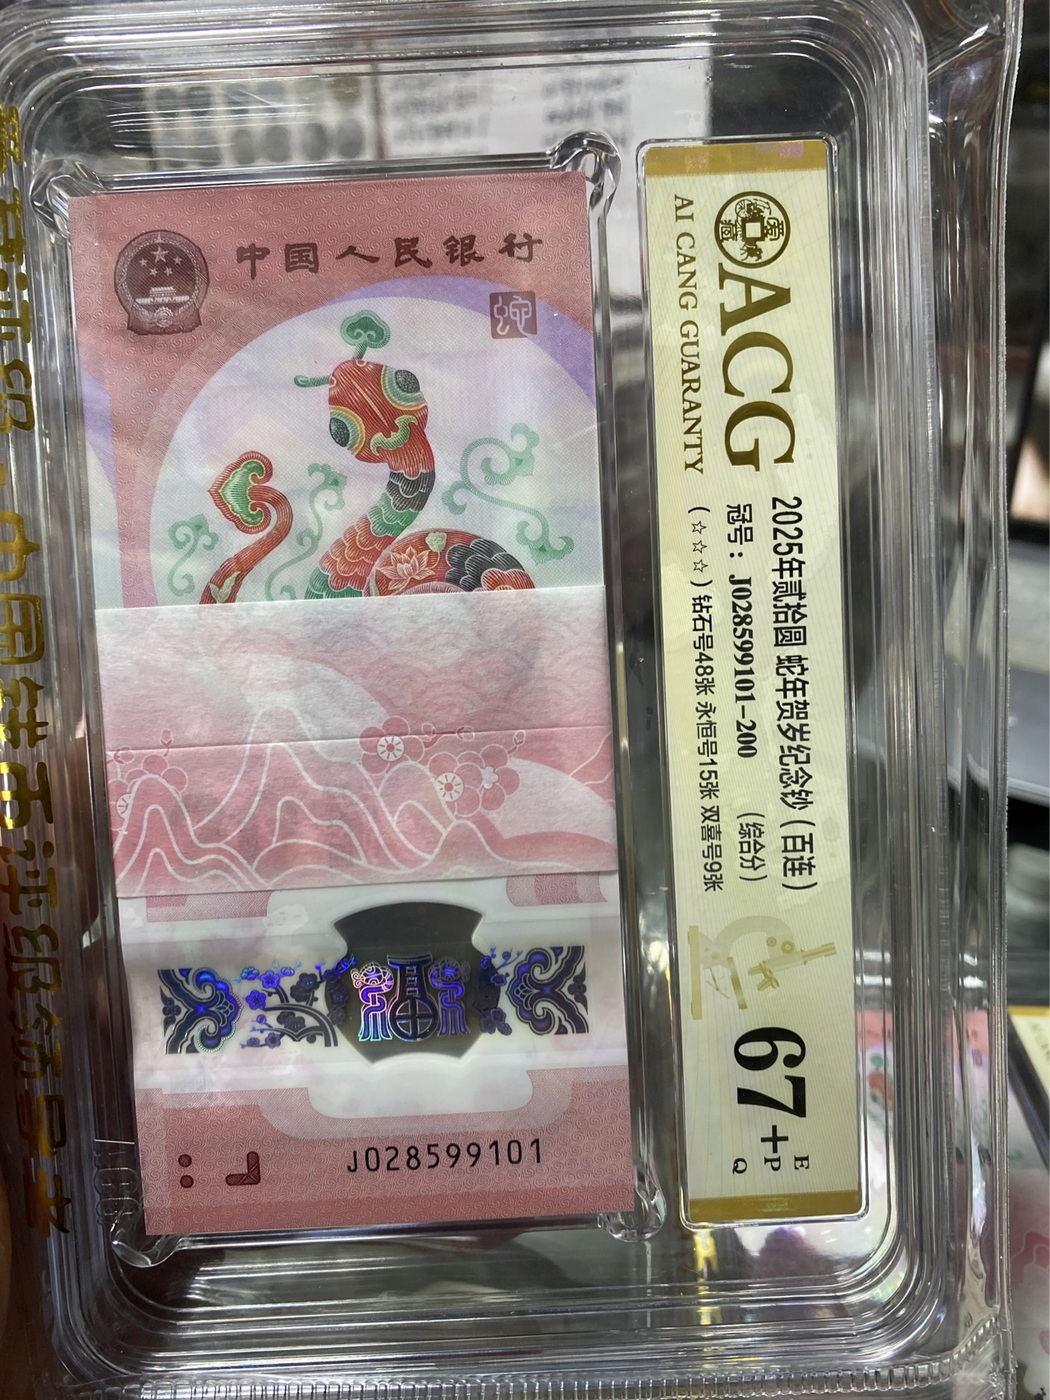 中国人民银行
J028599101
ACG
AI CANG GUARANTY
2025年贰拾圆 蛇年贺岁纪念钞（百连）
冠号：J028599101-200 （综合分）
（☆☆☆）钻石号48张 永恒号15张 双喜号9张
67+
E
P
Q